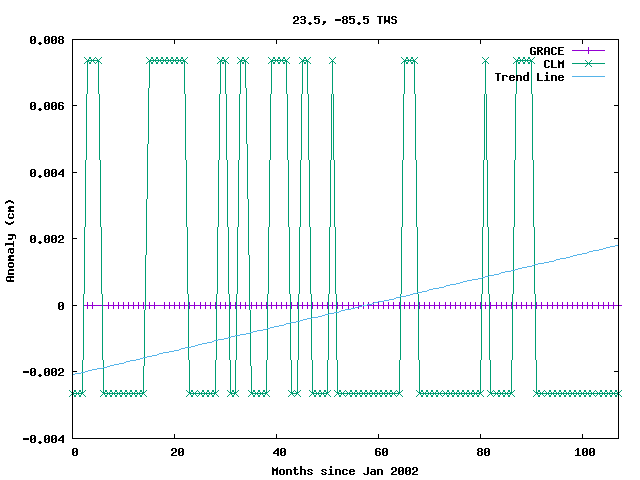 23.5, -85.5 TWS
0.008
0.006
0.004
0.002
0
-0.002
-0.004
Anomaly (cm)
GRACE
CLM
Trend Line
0 20 40 60 80 100
Months since Jan 2002